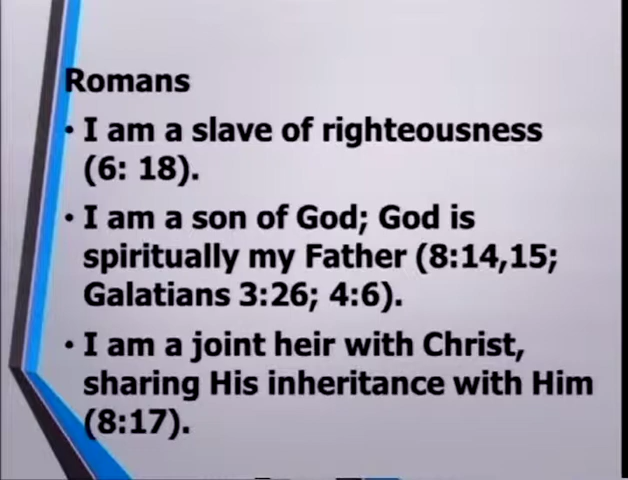 Romans
• I am a slave of righteousness
(6: 18).
• I am a son of God; God is
spiritually my Father (8:14,15;
Galatians 3:26; 4:6).
• I am a joint heir with Christ,
sharing His inheritance with Him
(8:17).